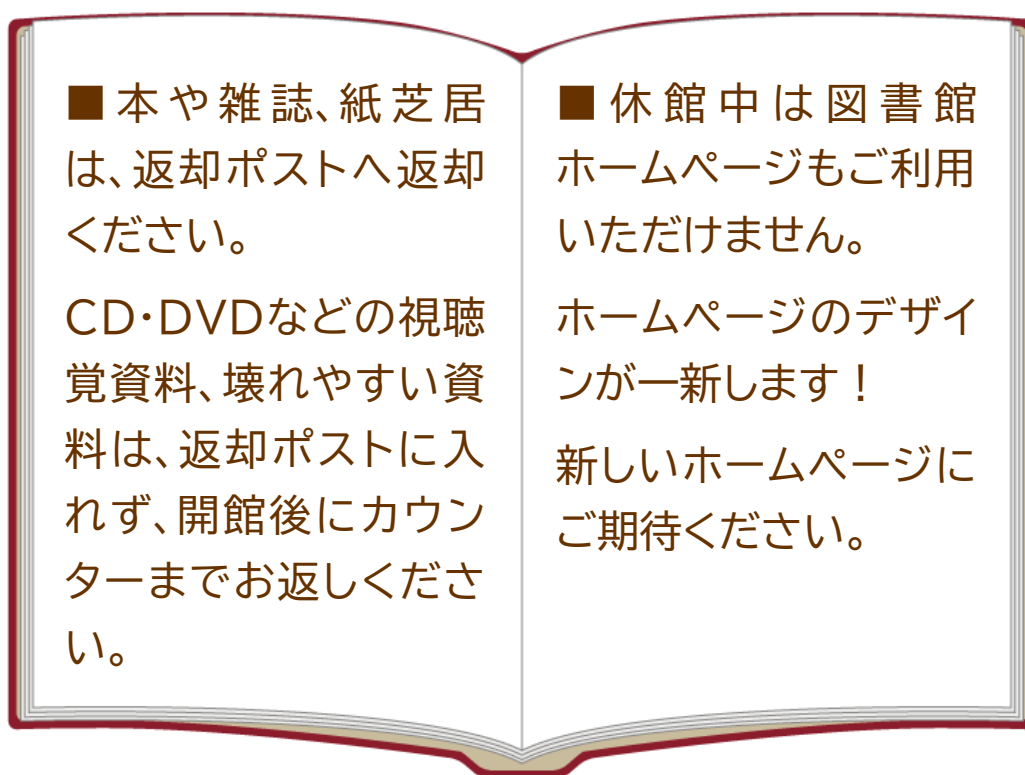 ■本や雑誌、紙芝居
は、返却ポストへ返却
ください。
CD・DVDなどの視聴
覚資料、壊れやすい資
料は、返却ポストに入
れず、開館後にカウン
ターまでお返しくださ
い。
■休館中は図書館
ホームページもご利用
いただけません。
ホームページのデザイ
ンが一新します！
新しいホームページに
ご期待ください。